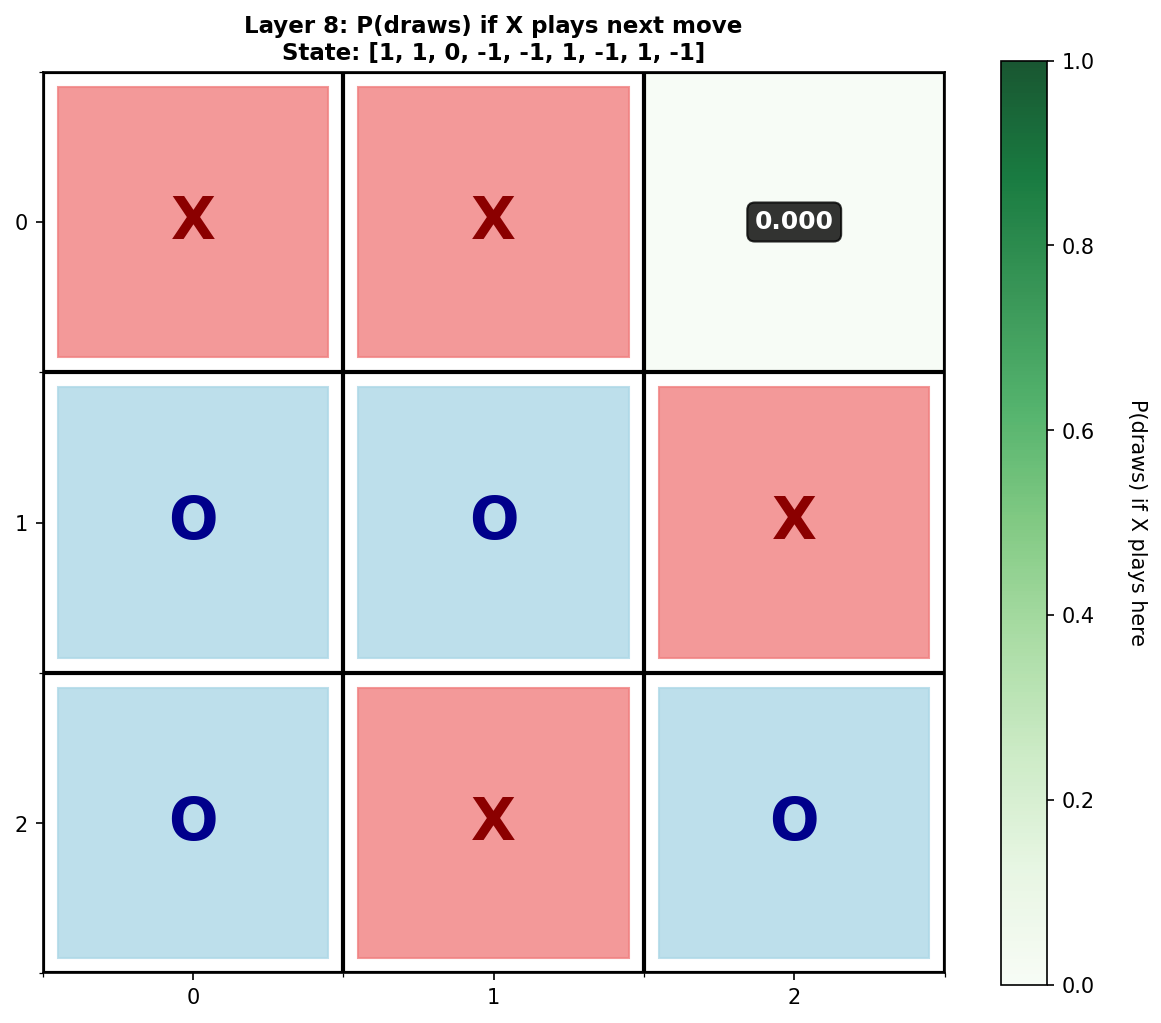 Layer 8: P(draws) if X plays next move
State: [1, 1, 0, -1, -1, 1, -1, 1, -1]
X X 0.000
O O X
O X O
0
1
2
0 1 2
1.0
0.8
0.6
0.4
0.2
0.0
P(draws) if X plays here